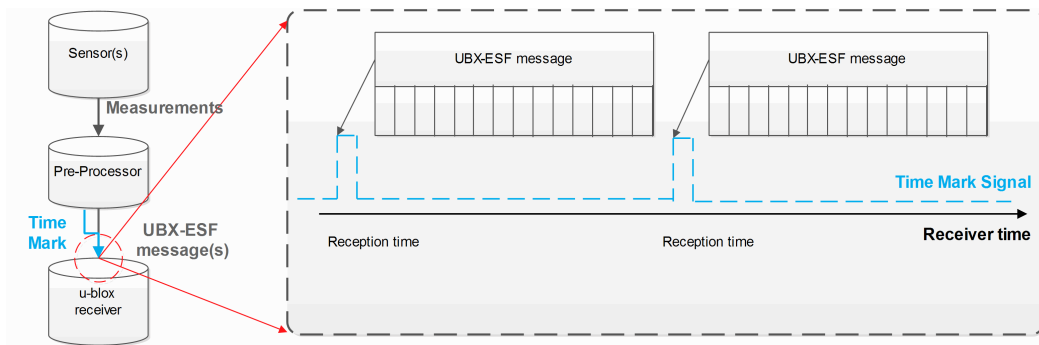 Sensor(s)
Measurements
Pre-Processor
Time
Mark
UBX-ESF
message(s)
u-blox
receiver
UBX-ESF message
UBX-ESF message
Time Mark Signal
Reception time
Reception time
Receiver time